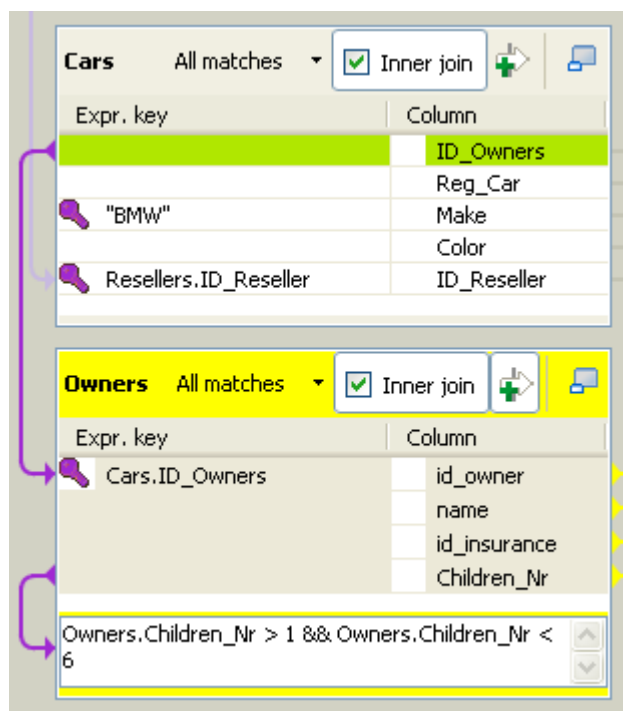 Cars All matches Inner join
Expr. key Column
ID_Owners
Reg_Car
"BMW" Make
Color
Resellers.ID_Reseller ID_Reseller
Owners All matches Inner join
Expr. key Column
Cars.ID_Owners id_owner
name
id_insurance
Children_Nr
Owners.Children_Nr > 1 && Owners.Children_Nr <
6